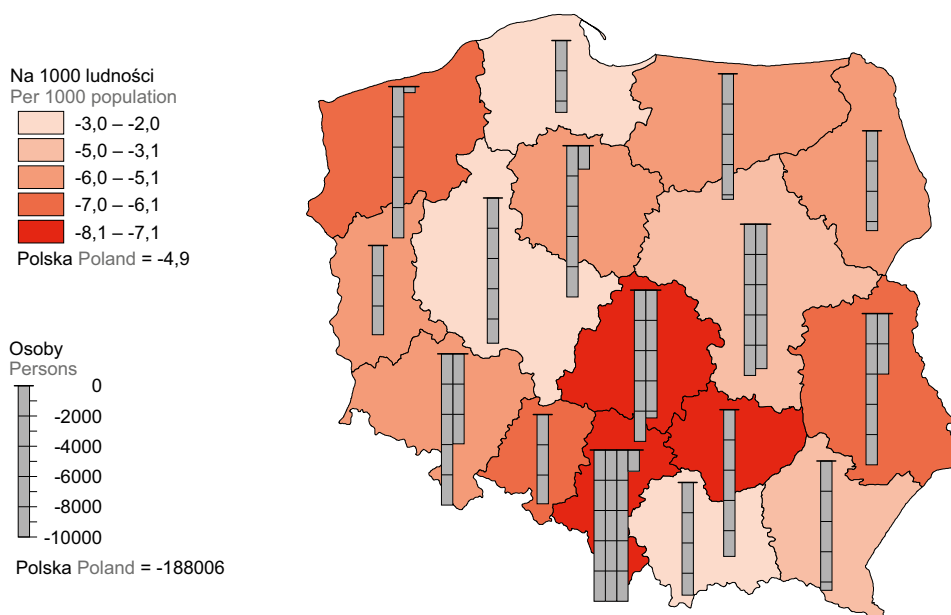 Na 1000 ludności
Per 1000 population
-3,0 – -2,0
-5,0 – -3,1
-6,0 – -5,1
-7,0 – -6,1
-8,1 – -7,1
Polska Poland = -4,9
Osoby
Persons
0
-2000
-4000
-6000
-8000
-10000
Polska Poland = -188006